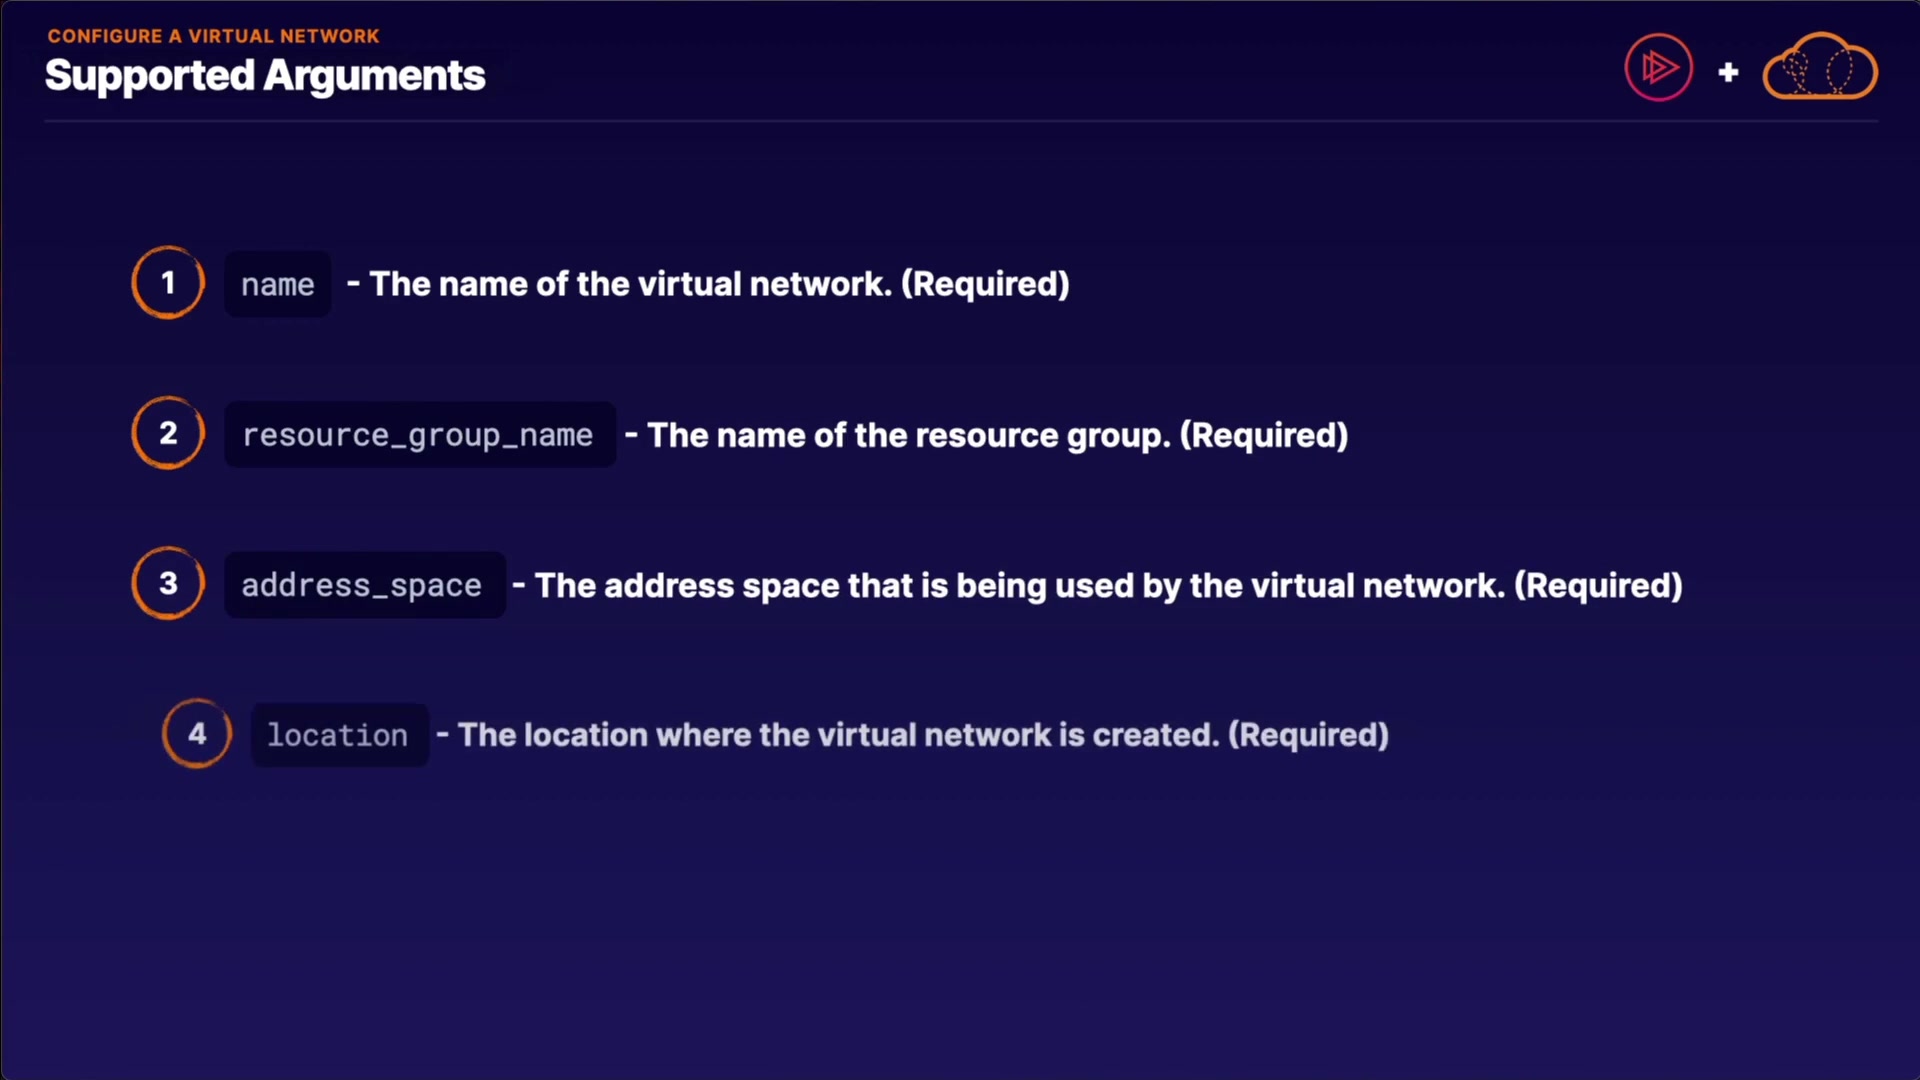 CONFIGURE A VIRTUAL NETWORK
Supported Arguments
+
1 name - The name of the virtual network. (Required)
2 resource_group_name - The name of the resource group. (Required)
3 address_space - The address space that is being used by the virtual network. (Required)
4 location - The location where the virtual network is created. (Required)